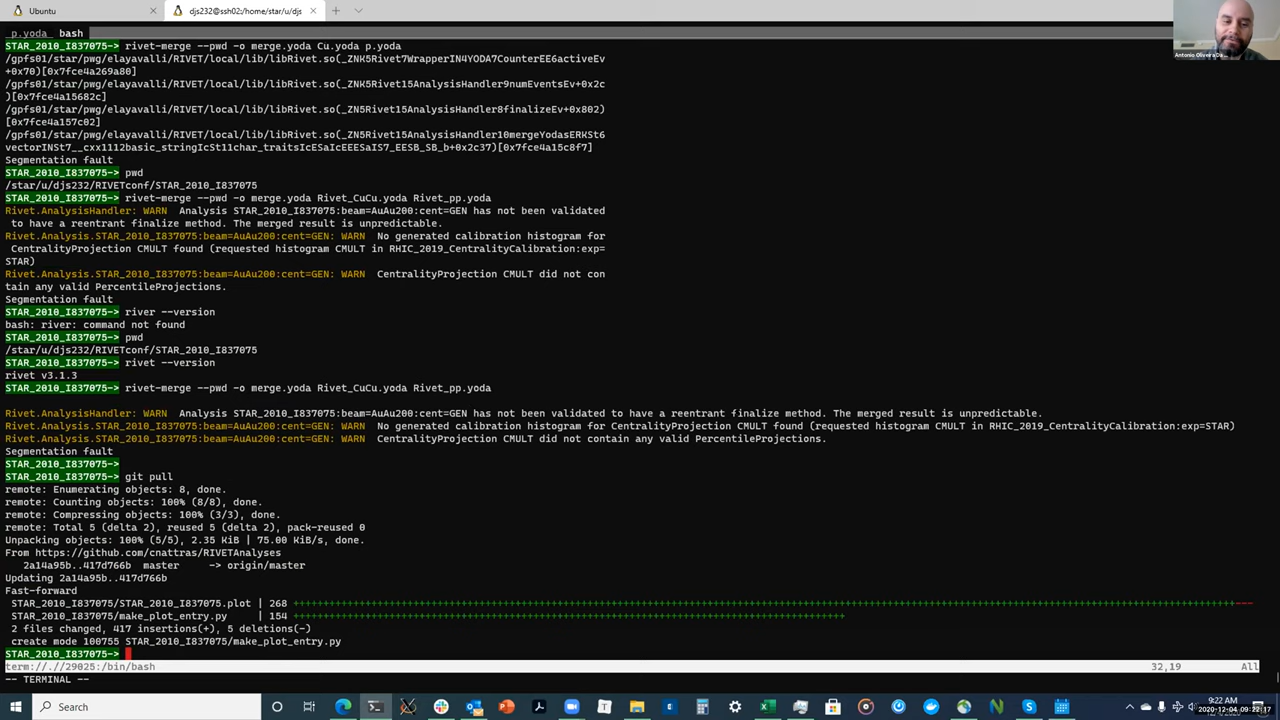 Ubuntu
djs232@ssh02:/home/star/u/djs
p.yoda bash
STAR_2010_I837075-> rivet-merge --pwd -o merge.yoda Cu.yoda p.yoda
/gpfs01/star/pwg/elayavalli/RIVET/local/lib/libRivet.so(_ZNK5Rivet7WrapperIN4YODA7CounterEE6activeEv
+0x70)[0x7fce4a269a80]
/gpfs01/star/pwg/elayavalli/RIVET/local/lib/libRivet.so(_ZNK5Rivet15AnalysisHandler9numEventsEv+0x2c
)[0x7fce4a15682c]
/gpfs01/star/pwg/elayavalli/RIVET/local/lib/libRivet.so(_ZN5Rivet15AnalysisHandler8finalizeEv+0x802)
[0x7fce4a157c02]
/gpfs01/star/pwg/elayavalli/RIVET/local/lib/libRivet.so(_ZN5Rivet15AnalysisHandler10mergeYodasERKSt6
vectorINSt7__cxx1112basic_stringIcSt11char_traitsIcESaIcEEESaIS7_EESB_SB_b+0x2c37)[0x7fce4a15c8f7]
Segmentation fault
STAR_2010_I837075-> pwd
/star/u/djs232/RIVETconf/STAR_2010_I837075
STAR_2010_I837075-> rivet-merge --pwd -o merge.yoda Rivet_CuCu.yoda Rivet_pp.yoda
Rivet.AnalysisHandler: WARN  Analysis STAR_2010_I837075:beam=AuAu200:cent=GEN has not been validated
 to have a reentrant finalize method. The merged result is unpredictable.
Rivet.Analysis.STAR_2010_I837075:beam=AuAu200:cent=GEN: WARN  No generated calibration histogram for
 CentralityProjection CMULT found (requested histogram CMULT in RHIC_2019_CentralityCalibration:exp=
STAR)
Rivet.Analysis.STAR_2010_I837075:beam=AuAu200:cent=GEN: WARN  CentralityProjection CMULT did not con
tain any valid PercentileProjections.
Segmentation fault
STAR_2010_I837075-> river --version
bash: river: command not found
STAR_2010_I837075-> pwd
/star/u/djs232/RIVETconf/STAR_2010_I837075
STAR_2010_I837075-> rivet --version
rivet v3.1.3
STAR_2010_I837075-> rivet-merge --pwd -o merge.yoda Rivet_CuCu.yoda Rivet_pp.yoda
Rivet.AnalysisHandler: WARN  Analysis STAR_2010_I837075:beam=AuAu200:cent=GEN has not been validated to have a reentrant finalize method. The merged result is unpredictable.
Rivet.Analysis.STAR_2010_I837075:beam=AuAu200:cent=GEN: WARN  No generated calibration histogram for CentralityProjection CMULT found (requested histogram CMULT in RHIC_2019_CentralityCalibration:exp=STAR)
Rivet.Analysis.STAR_2010_I837075:beam=AuAu200:cent=GEN: WARN  CentralityProjection CMULT did not contain any valid PercentileProjections.
Segmentation fault
STAR_2010_I837075->
STAR_2010_I837075-> git pull
remote: Enumerating objects: 8, done.
remote: Counting objects: 100% (8/8), done.
remote: Compressing objects: 100% (3/3), done.
remote: Total 5 (delta 2), reused 5 (delta 2), pack-reused 0
Unpacking objects: 100% (5/5), 2.35 KiB | 75.00 KiB/s, done.
From https://github.com/cnattras/RIVETAnalyses
   2a14a95b..417d766b  master     -> origin/master
Updating 2a14a95b..417d766b
Fast-forward
 STAR_2010_I837075/STAR_2010_I837075.plot | 268
 STAR_2010_I837075/make_plot_entry.py     | 154
 2 files changed, 417 insertions(+), 5 deletions(-)
 create mode 100755 STAR_2010_I837075/make_plot_entry.py
STAR_2010_I837075->
term://.//29025:/bin/bash 32,19 All
-- TERMINAL --
Search
9:22 AM
2020-12-04 09:22:17
Antonio Oliveira